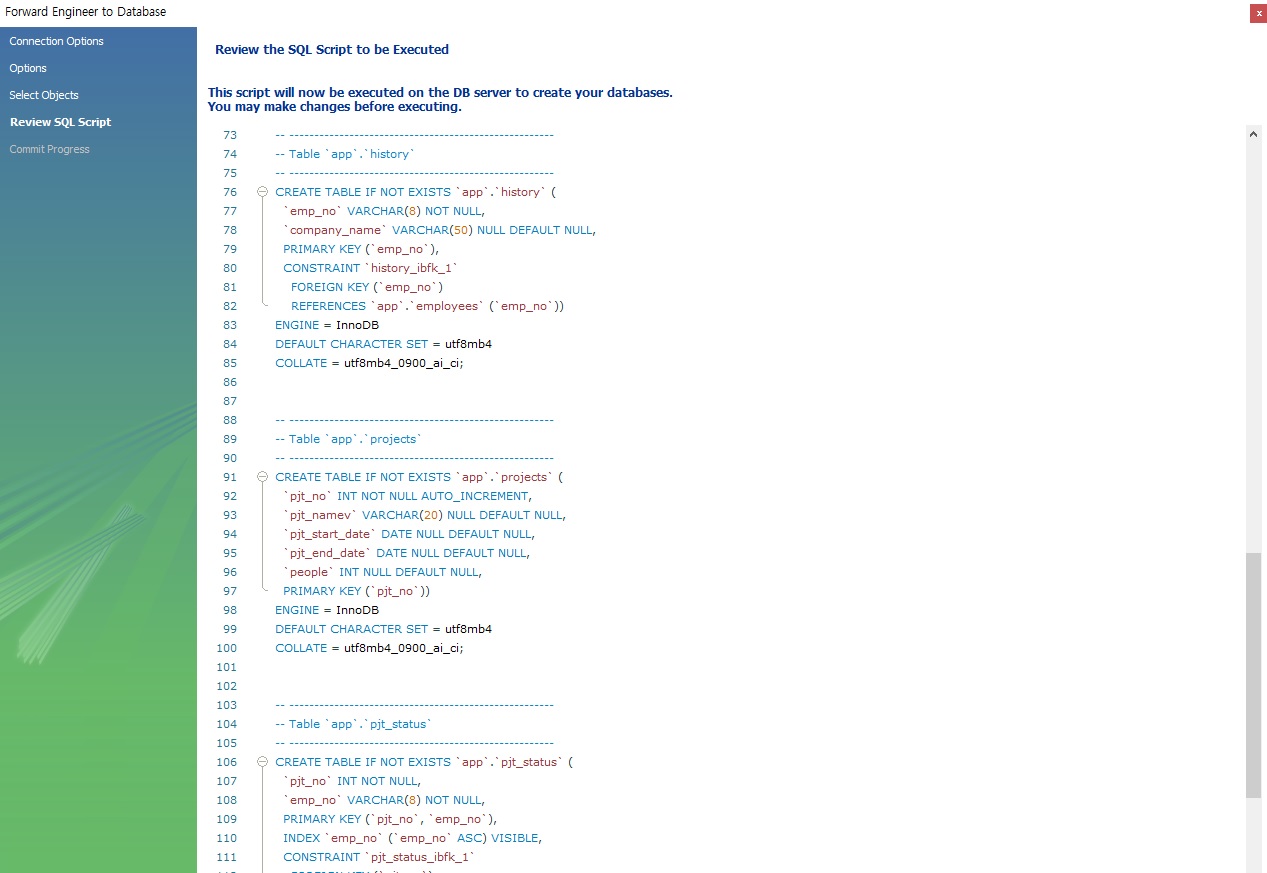 Forward Engineer to Database
x
Connection Options
Options
Select Objects
Review SQL Script
Commit Progress
Review the SQL Script to be Executed
This script will now be executed on the DB server to create your databases.
You may make changes before executing.
73 -- -----------------------------------------------------
74 -- Table `app`.`history`
75 -- -----------------------------------------------------
76 CREATE TABLE IF NOT EXISTS `app`.`history` (
77 `emp_no` VARCHAR(8) NOT NULL,
78 `company_name` VARCHAR(50) NULL DEFAULT NULL,
79 PRIMARY KEY (`emp_no`),
80 CONSTRAINT `history_ibfk_1`
81 FOREIGN KEY (`emp_no`)
82 REFERENCES `app`.`employees` (`emp_no`))
83 ENGINE = InnoDB
84 DEFAULT CHARACTER SET = utf8mb4
85 COLLATE = utf8mb4_0900_ai_ci;
86
87
88 -- -----------------------------------------------------
89 -- Table `app`.`projects`
90 -- -----------------------------------------------------
91 CREATE TABLE IF NOT EXISTS `app`.`projects` (
92 `pjt_no` INT NOT NULL AUTO_INCREMENT,
93 `pjt_namev` VARCHAR(20) NULL DEFAULT NULL,
94 `pjt_start_date` DATE NULL DEFAULT NULL,
95 `pjt_end_date` DATE NULL DEFAULT NULL,
96 `people` INT NULL DEFAULT NULL,
97 PRIMARY KEY (`pjt_no`))
98 ENGINE = InnoDB
99 DEFAULT CHARACTER SET = utf8mb4
100 COLLATE = utf8mb4_0900_ai_ci;
101
102
103 -- -----------------------------------------------------
104 -- Table `app`.`pjt_status`
105 -- -----------------------------------------------------
106 CREATE TABLE IF NOT EXISTS `app`.`pjt_status` (
107 `pjt_no` INT NOT NULL,
108 `emp_no` VARCHAR(8) NOT NULL,
109 PRIMARY KEY (`pjt_no`, `emp_no`),
110 INDEX `emp_no` (`emp_no` ASC) VISIBLE,
111 CONSTRAINT `pjt_status_ibfk_1`